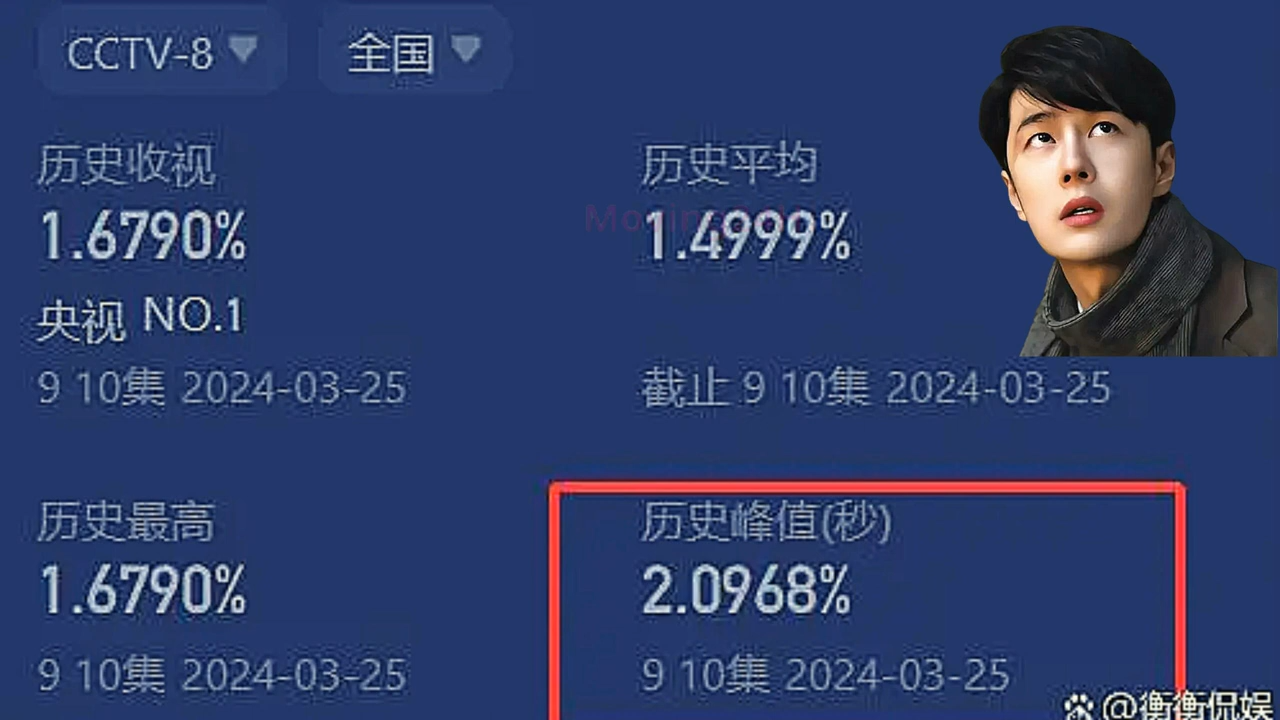 CCTV-8 全国
历史收视 历史平均
1.6790% 1.4999%
央视 NO.1
9 10集 2024-03-25 截止 9 10集 2024-03-25
历史最高 历史峰值(秒)
1.6790% 2.0968%
9 10集 2024-03-25 9 10集 2024-03-25
@衡衡侃娱